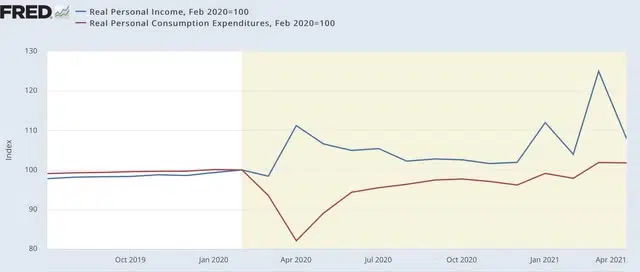 FRED
Real Personal Income, Feb 2020=100
Real Personal Consumption Expenditures, Feb 2020=100
130
120
110
100
90
80
Index
Oct 2019
Jan 2020
Apr 2020
Jul 2020
Oct 2020
Jan 2021
Apr 2021